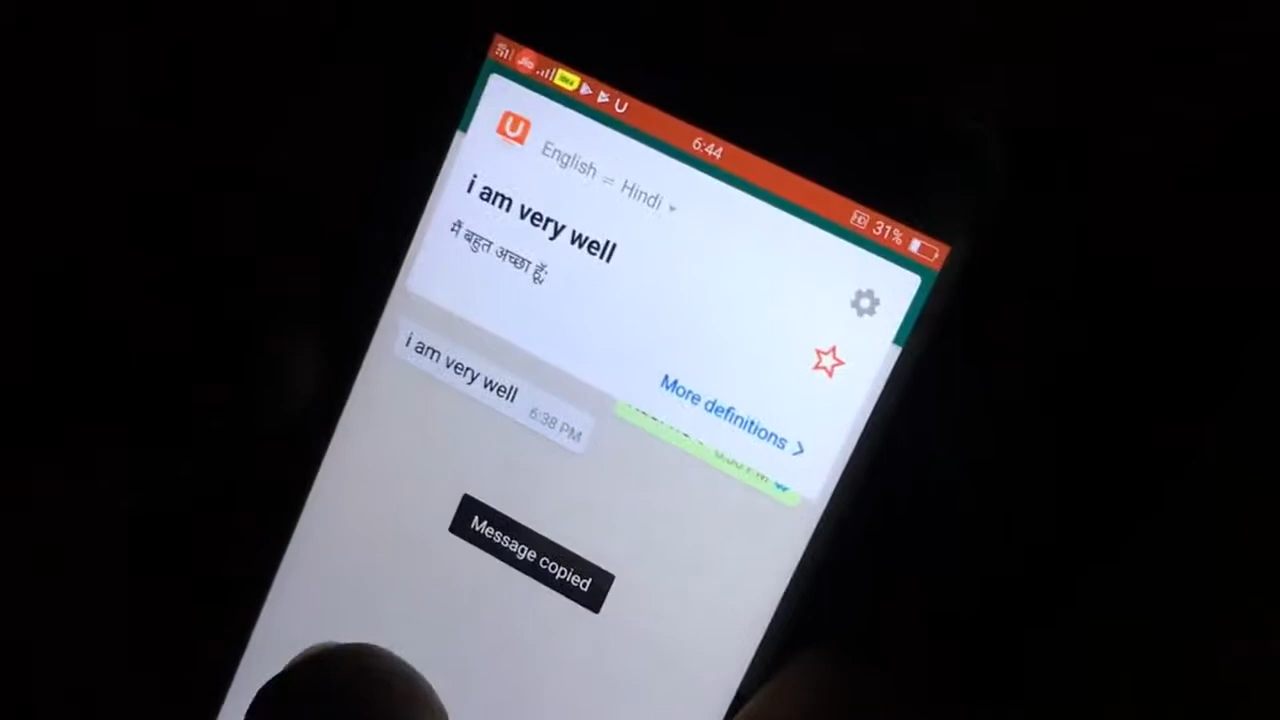 Jio
6:44
31%
U
English = Hindi
i am very well
मैं बहुत अच्छा हूँ;
More definitions >
i am very well
6:38 PM
Message copied